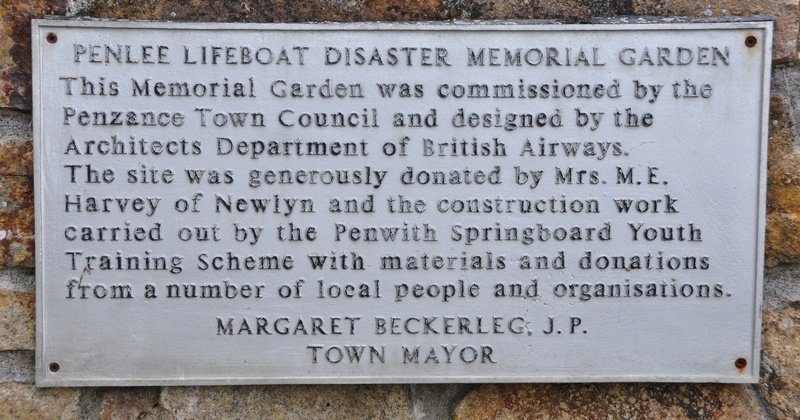 PENLEE LIFEBOAT DISASTER MEMORIAL GARDEN
This Memorial Garden was commissioned by the
Penzance Town Council and designed by the
Architects Department of British Airways.
The site was generously donated by Mrs. M.E.
Harvey of Newlyn and the construction work
carried out by the Penwith Springboard Youth
Training Scheme with materials and donations
from a number of local people and organisations.
MARGARET BECKERLEG, J.P.
TOWN MAYOR